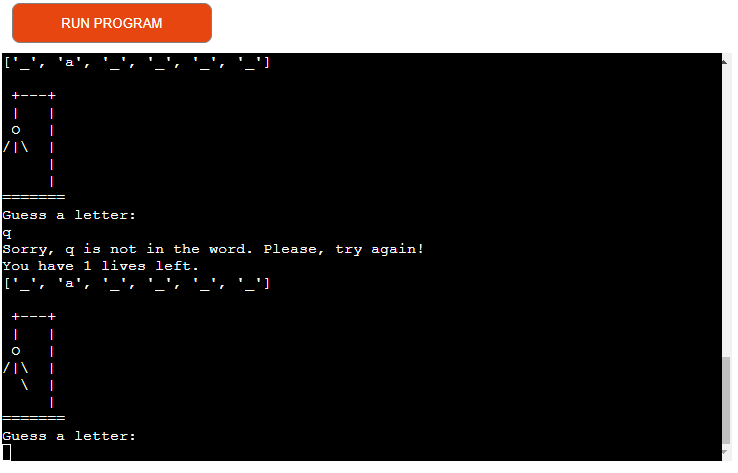 RUN PROGRAM
['_', 'a', '_', '_', '_', '_']
 +---+
 |   |
 O   |
/|\  |
     |
     |
=======
Guess a letter:
q
Sorry, q is not in the word. Please, try again!
You have 1 lives left.
['_', 'a', '_', '_', '_', '_']
 +---+
 |   |
 O   |
/|\  |
  \  |
     |
=======
Guess a letter: